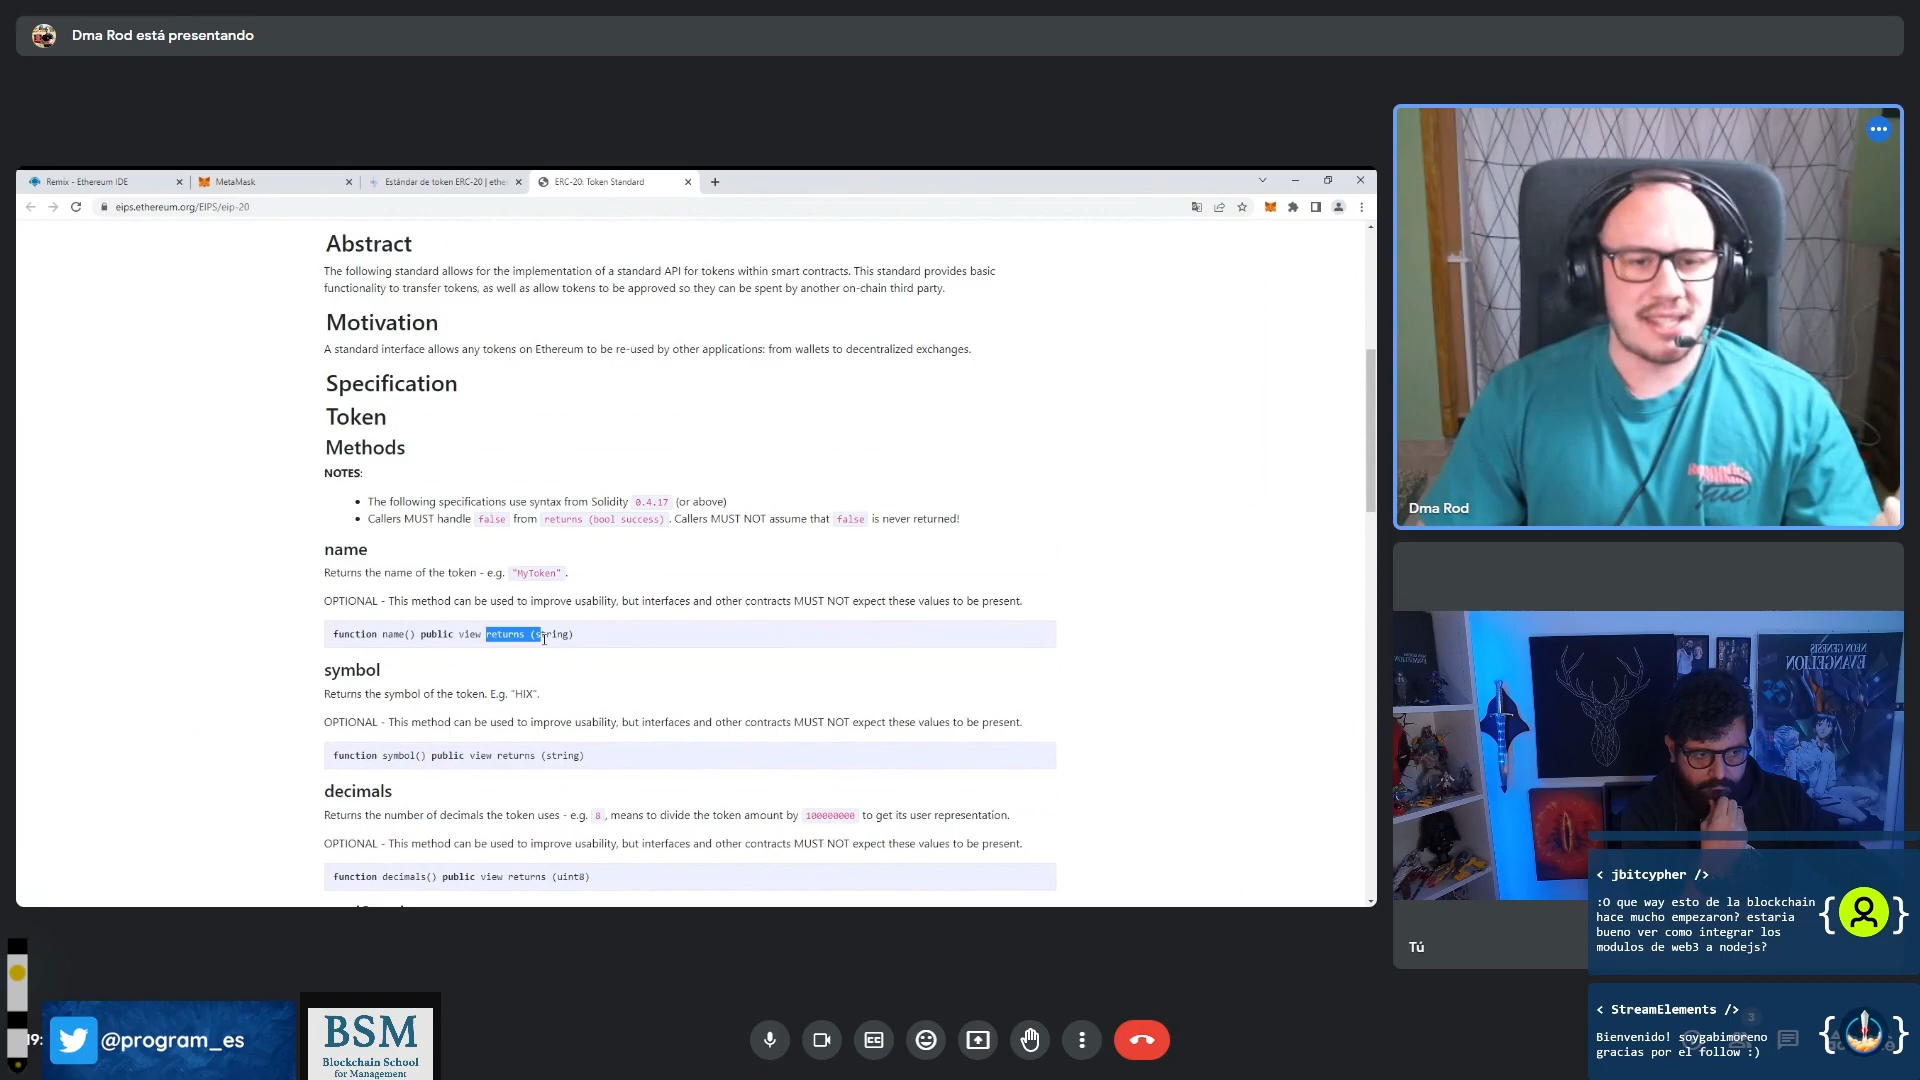 Dma Rod está presentando
Remix - Ethereum IDE
MetaMask
Estándar de token ERC-20 | ethe
ERC-20: Token Standard
eips.ethereum.org/EIPS/eip-20
Abstract
The following standard allows for the implementation of a standard API for tokens within smart contracts. This standard provides basic
functionality to transfer tokens, as well as allow tokens to be approved so they can be spent by another on-chain third party.
Motivation
A standard interface allows any tokens on Ethereum to be re-used by other applications: from wallets to decentralized exchanges.
Specification
Token
Methods
NOTES:
The following specifications use syntax from Solidity 0.4.17 (or above)
Callers MUST handle false from returns (bool success). Callers MUST NOT assume that false is never returned!
name
Returns the name of the token - e.g. "MyToken".
OPTIONAL - This method can be used to improve usability, but interfaces and other contracts MUST NOT expect these values to be present.
function name() public view returns (string)
symbol
Returns the symbol of the token. E.g. "HIX".
OPTIONAL - This method can be used to improve usability, but interfaces and other contracts MUST NOT expect these values to be present.
function symbol() public view returns (string)
decimals
Returns the number of decimals the token uses - e.g. 8, means to divide the token amount by 100000000 to get its user representation.
OPTIONAL - This method can be used to improve usability, but interfaces and other contracts MUST NOT expect these values to be present.
function decimals() public view returns (uint8)
Dma Rod
NEON GENESIS
EVANGELION
Tú
< jbitcypher />
:O que way esto de la blockchain
hace mucho empezaron? estaria
bueno ver como integrar los
modulos de web3 a nodejs?
< StreamElements />
Bienvenido! soygabimoreno
gracias por el follow :)
3
19:
@program_es
BSM
Blockchain School
for Management